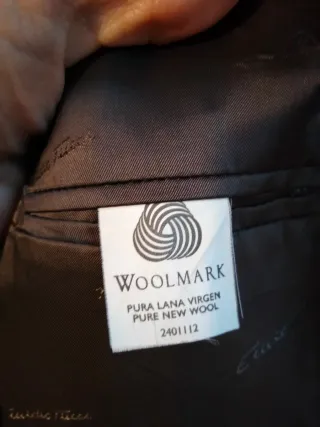 WOOLMARK
PURA LANA VIRGEN
PURE NEW WOOL
2401112